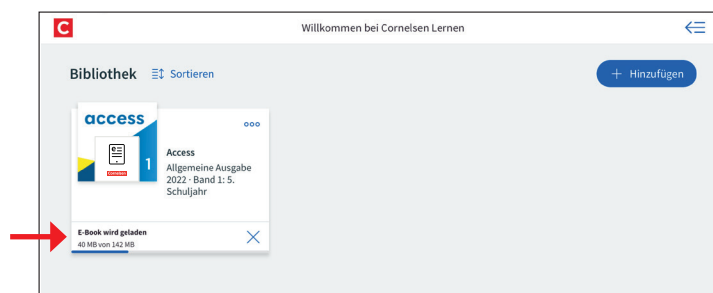 C
Willkommen bei Cornelsen Lernen
Bibliothek
Sortieren
+ Hinzufügen
access
1
Cornelsen
Access
Allgemeine Ausgabe
2022 · Band 1: 5.
Schuljahr
E-Book wird geladen
40 MB von 142 MB